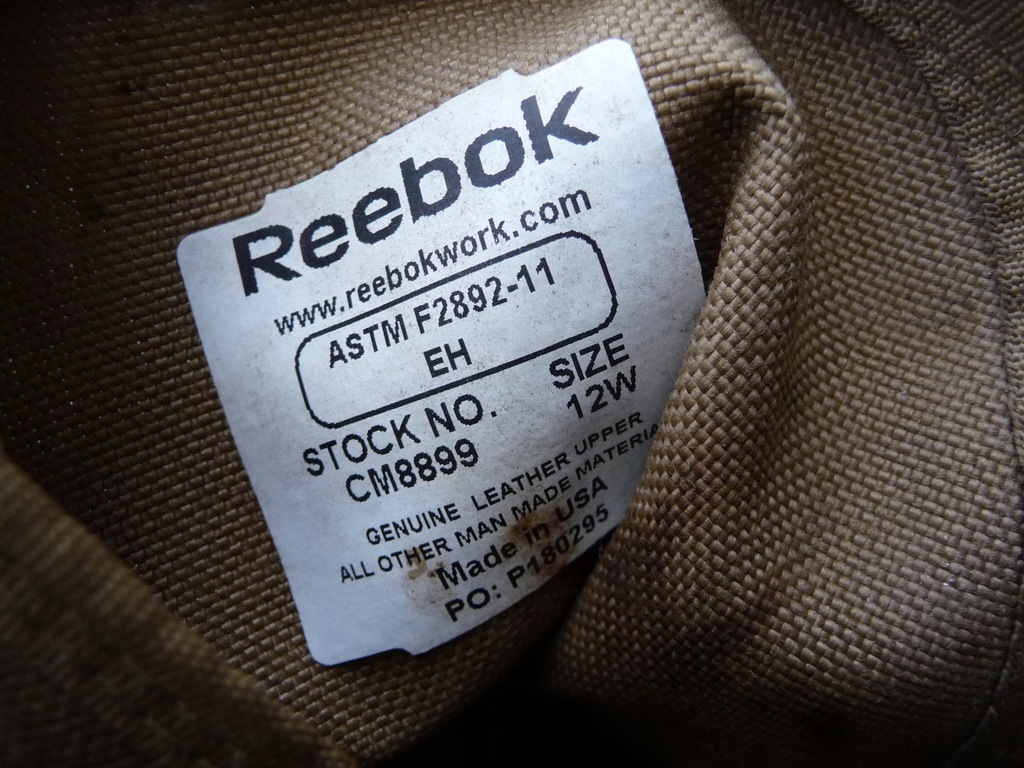 Reebok
www.reebokwork.com
ASTM F2892-11
EH
STOCK NO. SIZE
CM8899 12W
GENUINE LEATHER UPPER
ALL OTHER MAN MADE MATERIA
Made in USA
PO: P180295